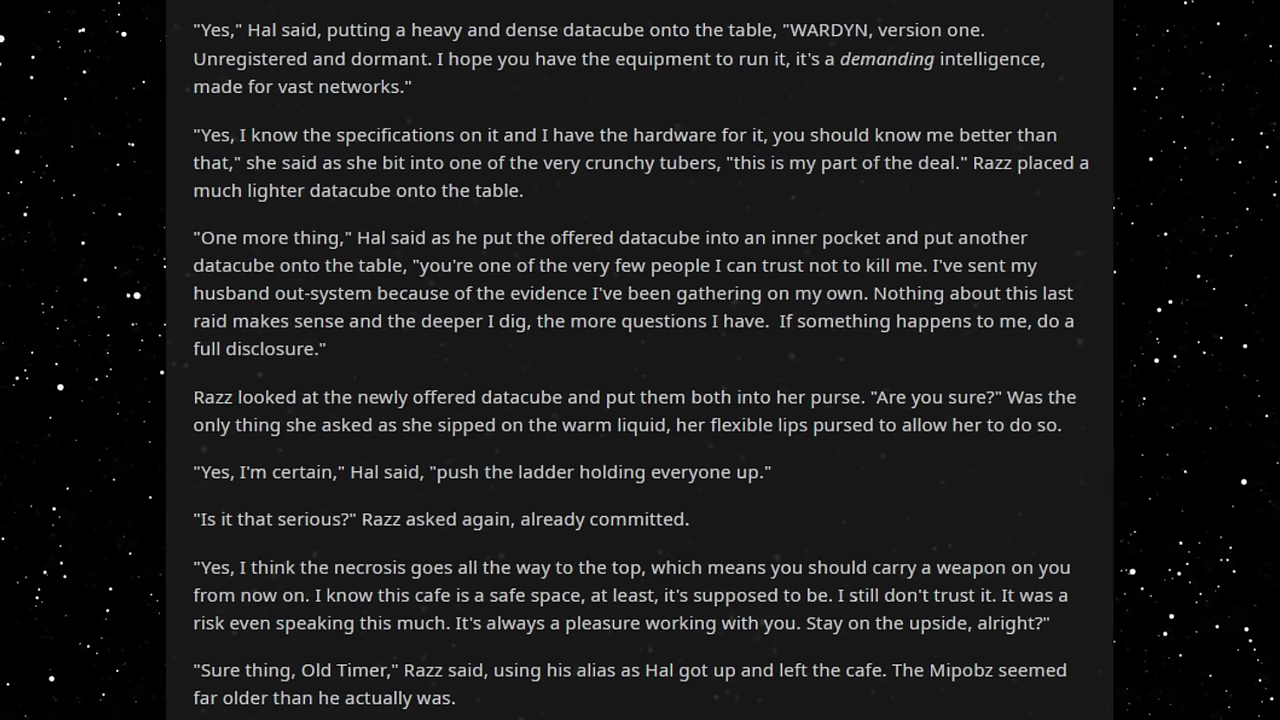 "Yes," Hal said, putting a heavy and dense datacube onto the table, "WARDYN, version one.
Unregistered and dormant. I hope you have the equipment to run it, it's a demanding intelligence,
made for vast networks."
"Yes, I know the specifications on it and I have the hardware for it, you should know me better than
that," she said as she bit into one of the very crunchy tubers, "this is my part of the deal." Razz placed a
much lighter datacube onto the table.
"One more thing," Hal said as he put the offered datacube into an inner pocket and put another
datacube onto the table, "you're one of the very few people I can trust not to kill me. I've sent my
husband out-system because of the evidence I've been gathering on my own. Nothing about this last
raid makes sense and the deeper I dig, the more questions I have.  If something happens to me, do a
full disclosure."
Razz looked at the newly offered datacube and put them both into her purse. "Are you sure?" Was the
only thing she asked as she sipped on the warm liquid, her flexible lips pursed to allow her to do so.
"Yes, I'm certain," Hal said, "push the ladder holding everyone up."
"Is it that serious?" Razz asked again, already committed.
"Yes, I think the necrosis goes all the way to the top, which means you should carry a weapon on you
from now on. I know this cafe is a safe space, at least, it's supposed to be. I still don't trust it. It was a
risk even speaking this much. It's always a pleasure working with you. Stay on the upside, alright?"
"Sure thing, Old Timer," Razz said, using his alias as Hal got up and left the cafe. The Mipobz seemed
far older than he actually was.